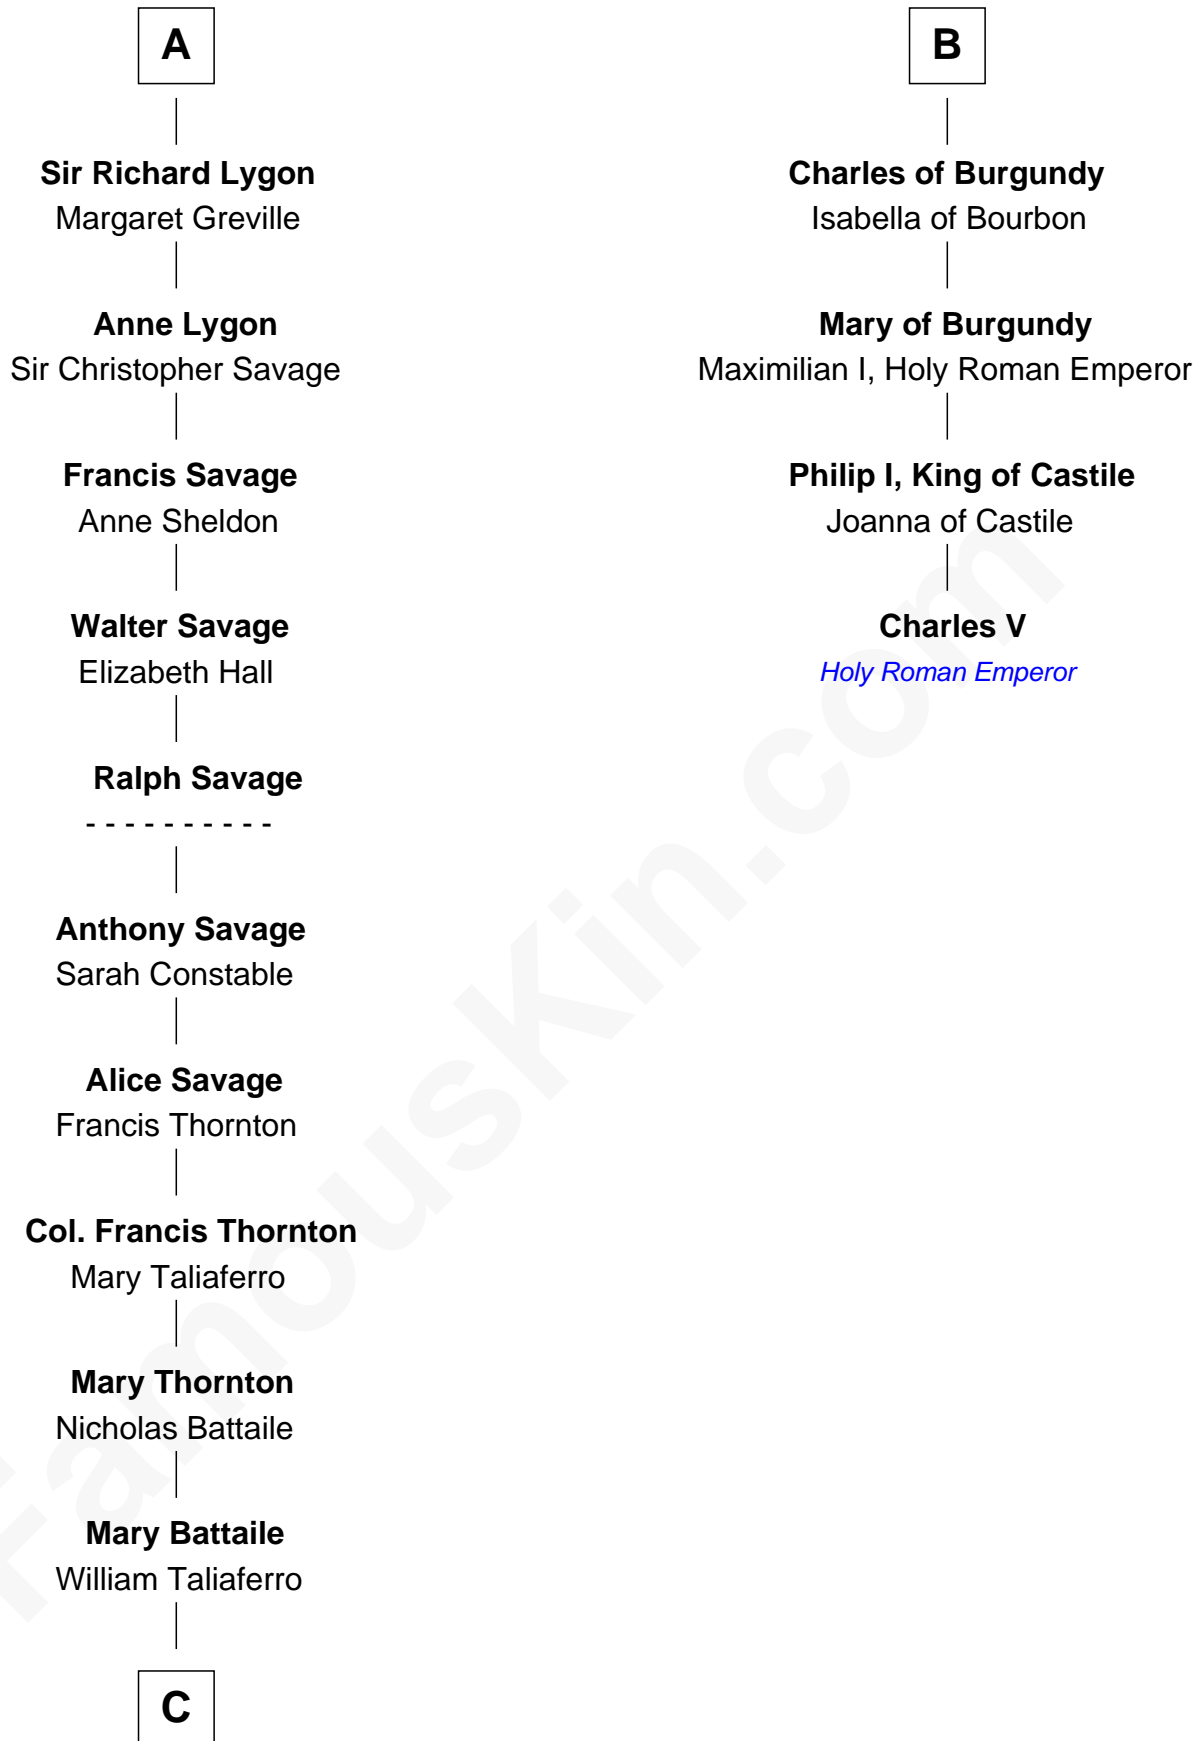 A
Sir Richard Lygon
Margaret Greville
Anne Lygon
Sir Christopher Savage
Francis Savage
Anne Sheldon
Walter Savage
Elizabeth Hall
Ralph Savage
- - - - - - - - - -
Anthony Savage
Sarah Constable
Alice Savage
Francis Thornton
Col. Francis Thornton
Mary Taliaferro
Mary Thornton
Nicholas Battaile
Mary Battaile
William Taliaferro
C
B
Charles of Burgundy
Isabella of Bourbon
Mary of Burgundy
Maximilian I, Holy Roman Emperor
Philip I, King of Castile
Joanna of Castile
Charles V
Holy Roman Emperor
FamousKin.com